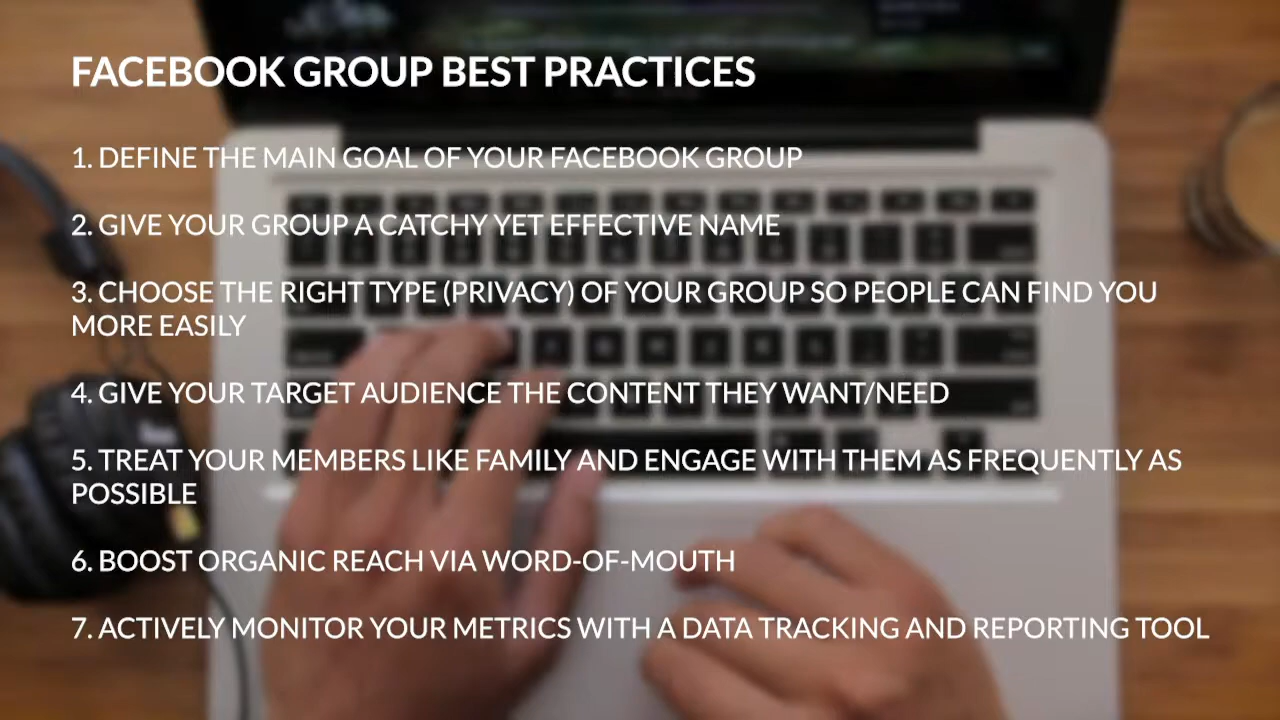 FACEBOOK GROUP BEST PRACTICES
1. DEFINE THE MAIN GOAL OF YOUR FACEBOOK GROUP
2. GIVE YOUR GROUP A CATCHY YET EFFECTIVE NAME
3. CHOOSE THE RIGHT TYPE (PRIVACY) OF YOUR GROUP SO PEOPLE CAN FIND YOU
MORE EASILY
4. GIVE YOUR TARGET AUDIENCE THE CONTENT THEY WANT/NEED
5. TREAT YOUR MEMBERS LIKE FAMILY AND ENGAGE WITH THEM AS FREQUENTLY AS
POSSIBLE
6. BOOST ORGANIC REACH VIA WORD-OF-MOUTH
7. ACTIVELY MONITOR YOUR METRICS WITH A DATA TRACKING AND REPORTING TOOL